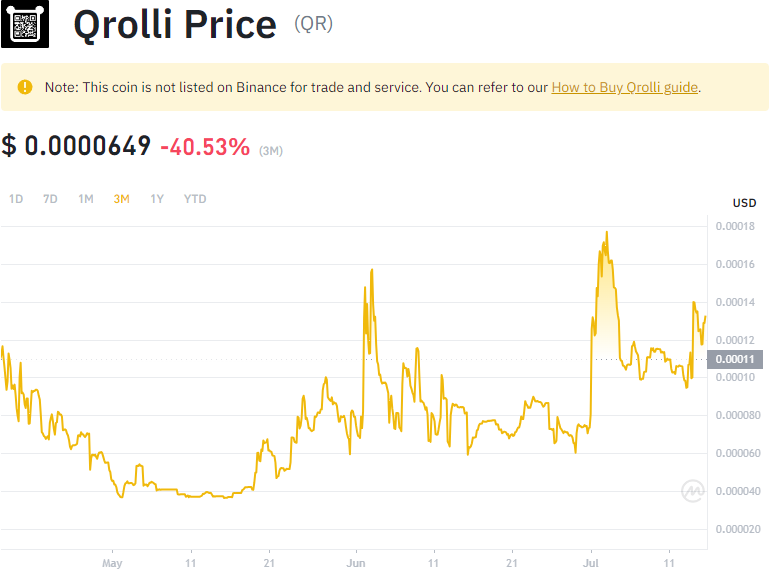 Qrolli Price (QR)
Note: This coin is not listed on Binance for trade and service. You can refer to our How to Buy Qrolli guide.
$ 0.0000649 -40.53% (3M)
1D 7D 1M 3M 1Y YTD
USD
0.00018
0.00016
0.00014
0.00012
0.00011
0.00010
0.000080
0.000060
0.000040
0.000020
May 11 21 Jun 11 21 Jul 11